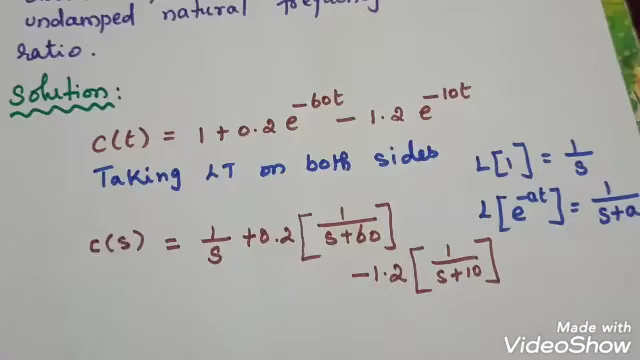 undamped natural frequency
ratio.
Solution:
c(t) = 1 + 0.2 e^{-60t} - 1.2 e^{-10t}
Taking LT on both sides
L[1] = 1/s
L[e^{-at}] = 1/(s+a)
c(s) = 1/s + 0.2 [1/(s+60)]
- 1.2 [1/(s+10)]
Made with
VideoShow